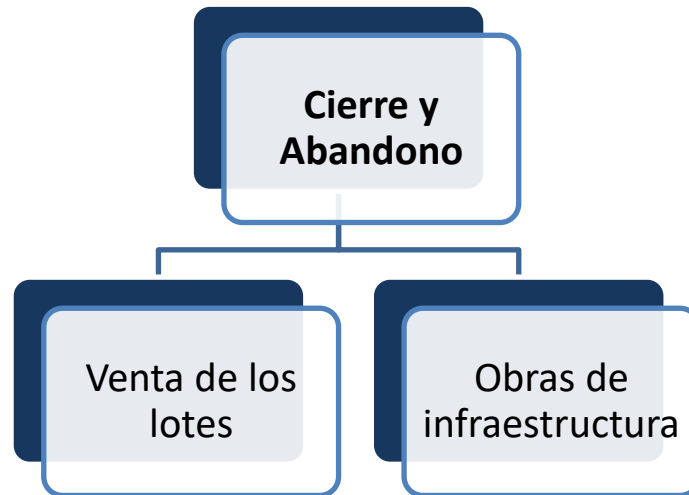 Cierre y
Abandono
Venta de los
lotes
Obras de
infraestructura